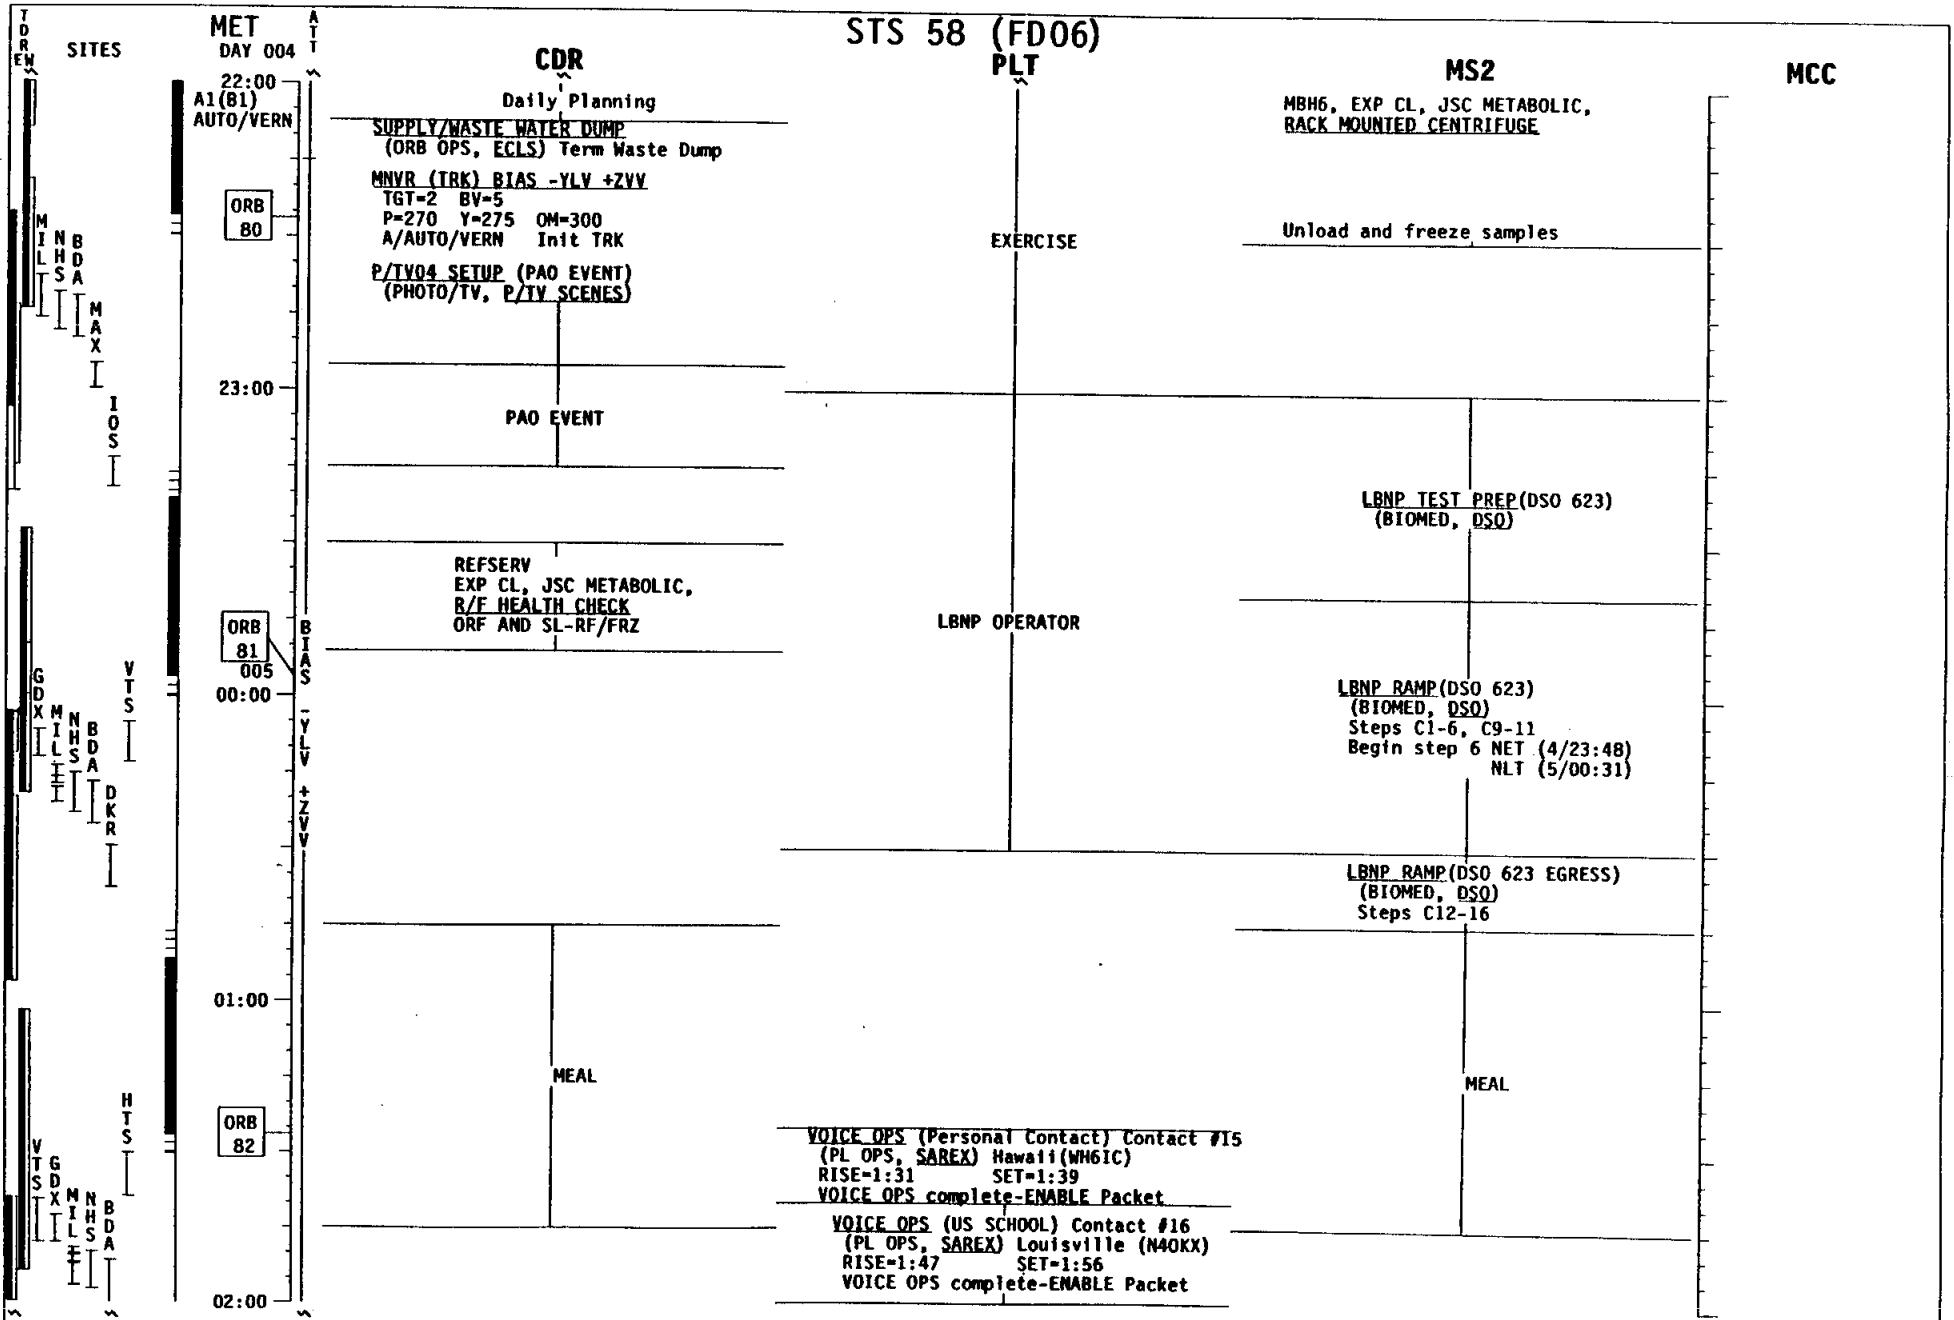 STS 58 (FD06)
TDRS
E W
SITES
MET
DAY 004
ATT
CDR
PLT
MS2
MCC
22:00
A1(B1)
AUTO/VERN
ORB
80
23:00
ORB
81
005
00:00
01:00
ORB
82
02:00
MIL
NHS
BDA
MAX
IOS
GDX
MIL
NHS
BDA
DKR
VTS
HTS
VTS
GDX
MIL
NHS
BDA
BIAS -YLV +ZVV
Daily Planning
SUPPLY/WASTE WATER DUMP
(ORB OPS, ECLS) Term Waste Dump
MNVR (TRK) BIAS -YLV +ZVV
TGT=2 BV=5
P=270 Y=275 OM=300
A/AUTO/VERN Init TRK
P/TV04 SETUP (PAO EVENT)
(PHOTO/TV, P/TV SCENES)
PAO EVENT
REFSERV
EXP CL, JSC METABOLIC,
R/F HEALTH CHECK
ORF AND SL-RF/FRZ
MEAL
EXERCISE
LBNP OPERATOR
VOICE OPS (Personal Contact) Contact #15
(PL OPS, SAREX) Hawaii(WH6IC)
RISE=1:31 SET=1:39
VOICE OPS complete-ENABLE Packet
VOICE OPS (US SCHOOL) Contact #16
(PL OPS, SAREX) Louisville (N4OKX)
RISE=1:47 SET=1:56
VOICE OPS complete-ENABLE Packet
MBH6, EXP CL, JSC METABOLIC,
RACK MOUNTED CENTRIFUGE
Unload and freeze samples
LBNP TEST PREP(DSO 623)
(BIOMED, DSO)
LBNP RAMP(DSO 623)
(BIOMED, DSO)
Steps C1-6, C9-11
Begin step 6 NET (4/23:48)
NLT (5/00:31)
LBNP RAMP(DSO 623 EGRESS)
(BIOMED, DSO)
Steps C12-16
MEAL